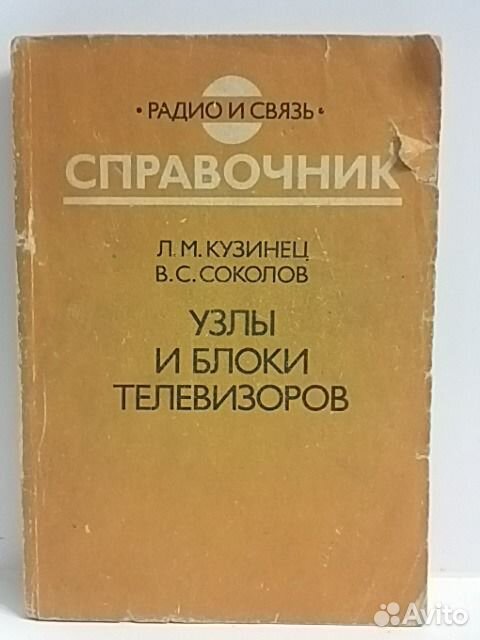 • РАДИО И СВЯЗЬ •
СПРАВОЧНИК
Л. М. КУЗИНЕЦ
В. С. СОКОЛОВ
УЗЛЫ
И БЛОКИ
ТЕЛЕВИЗОРОВ
Avito